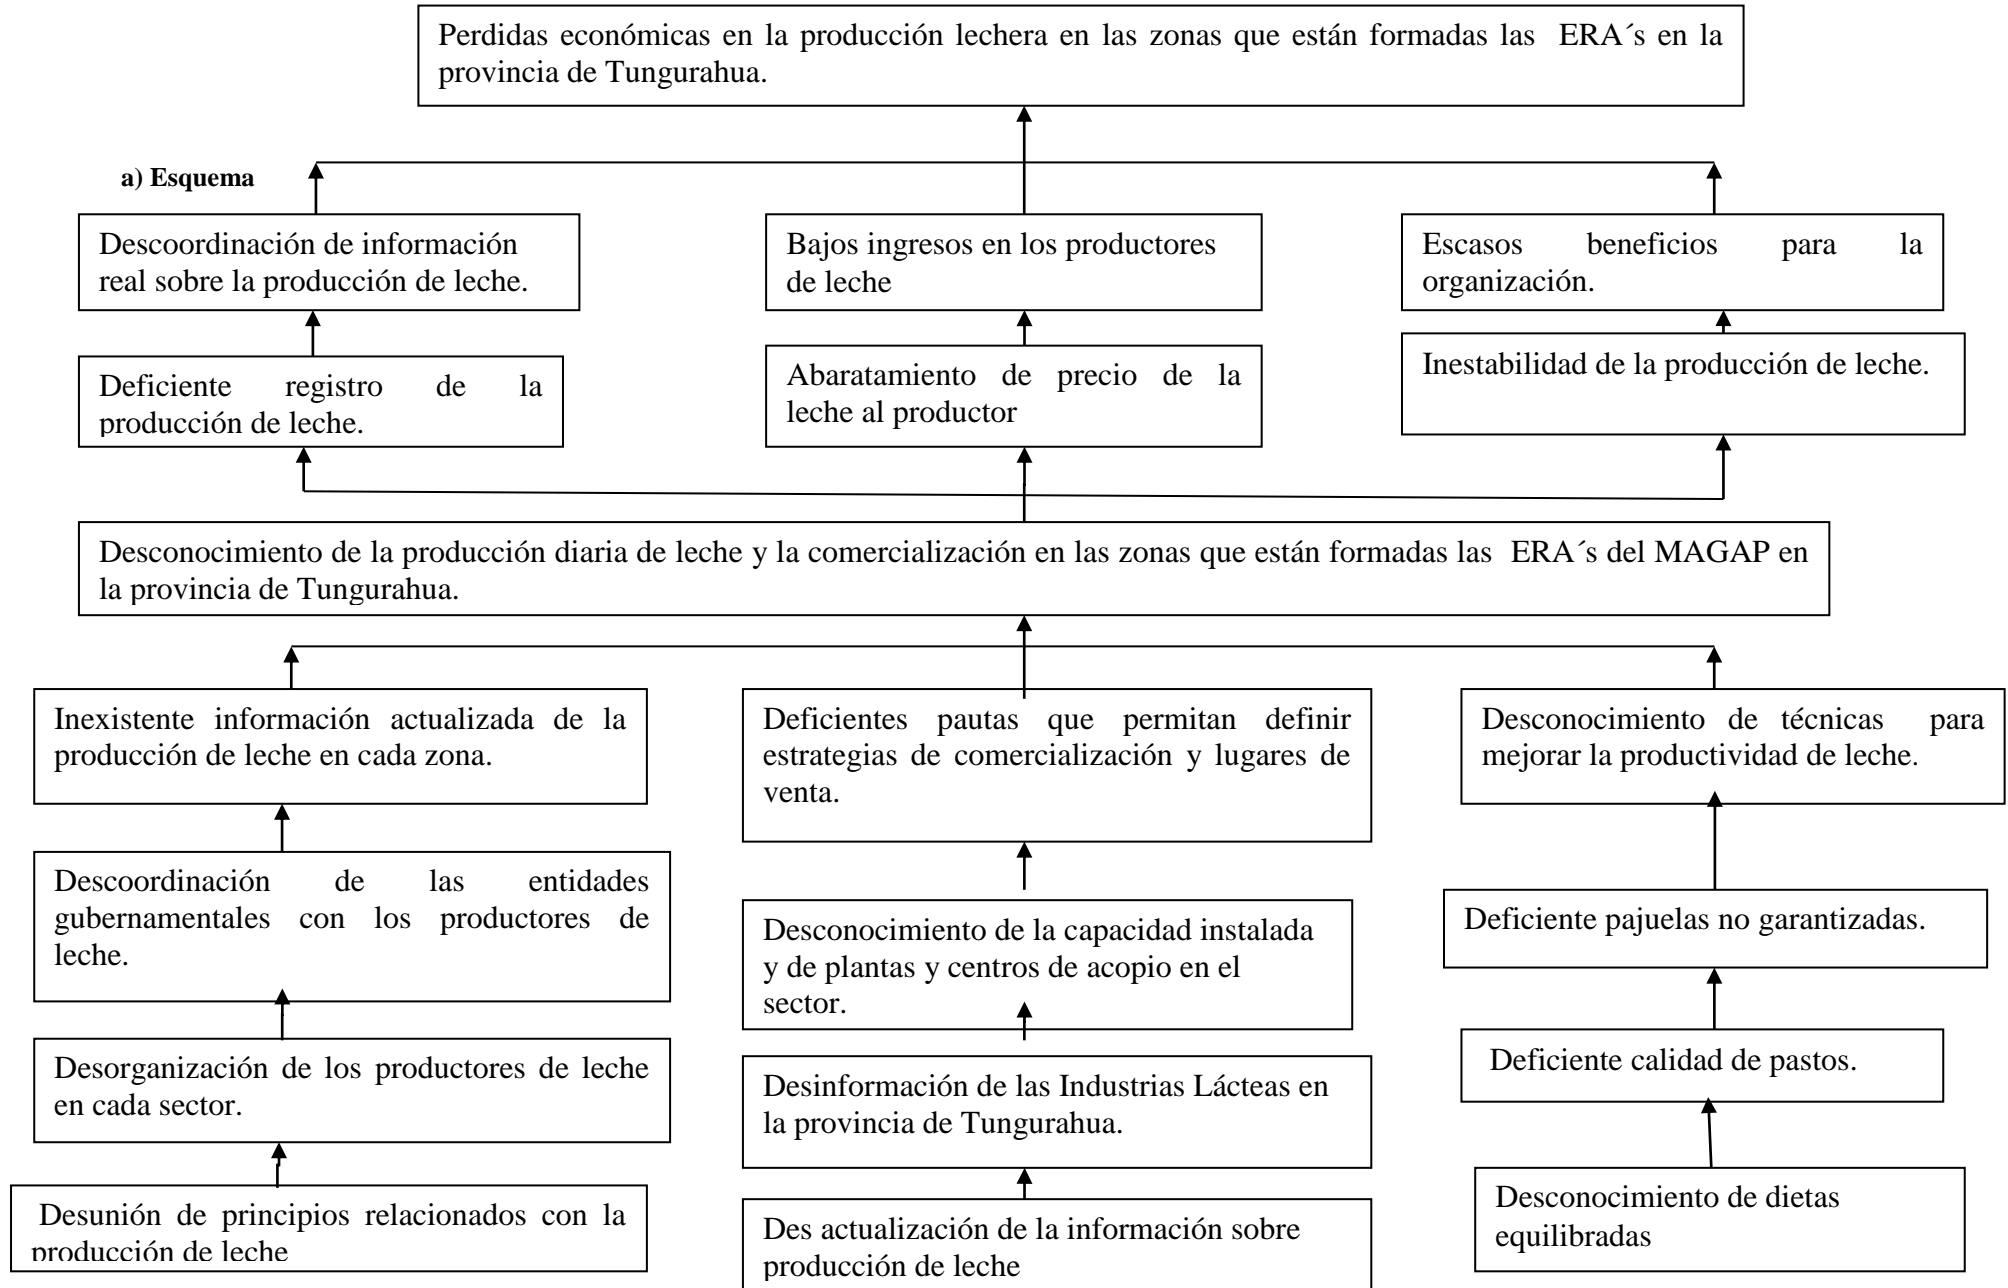 Perdidas económicas en la producción lechera en las zonas que están formadas las ERA´s en la
provincia de Tungurahua.
a) Esquema
Descoordinación de información
real sobre la producción de leche.
Bajos ingresos en los productores
de leche
Escasos beneficios para la
organización.
Deficiente registro de la
producción de leche.
Abaratamiento de precio de la
leche al productor
Inestabilidad de la producción de leche.
Desconocimiento de la producción diaria de leche y la comercialización en las zonas que están formadas las ERA´s del MAGAP en
la provincia de Tungurahua.
Inexistente información actualizada de la
producción de leche en cada zona.
Deficientes pautas que permitan definir
estrategias de comercialización y lugares de
venta.
Desconocimiento de técnicas para
mejorar la productividad de leche.
Descoordinación de las entidades
gubernamentales con los productores de
leche.
Desconocimiento de la capacidad instalada
y de plantas y centros de acopio en el
sector.
Deficiente pajuelas no garantizadas.
Desorganización de los productores de leche
en cada sector.
Desinformación de las Industrias Lácteas en
la provincia de Tungurahua.
Deficiente calidad de pastos.
Desunión de principios relacionados con la
producción de leche
Des actualización de la información sobre
producción de leche
Desconocimiento de dietas
equilibradas